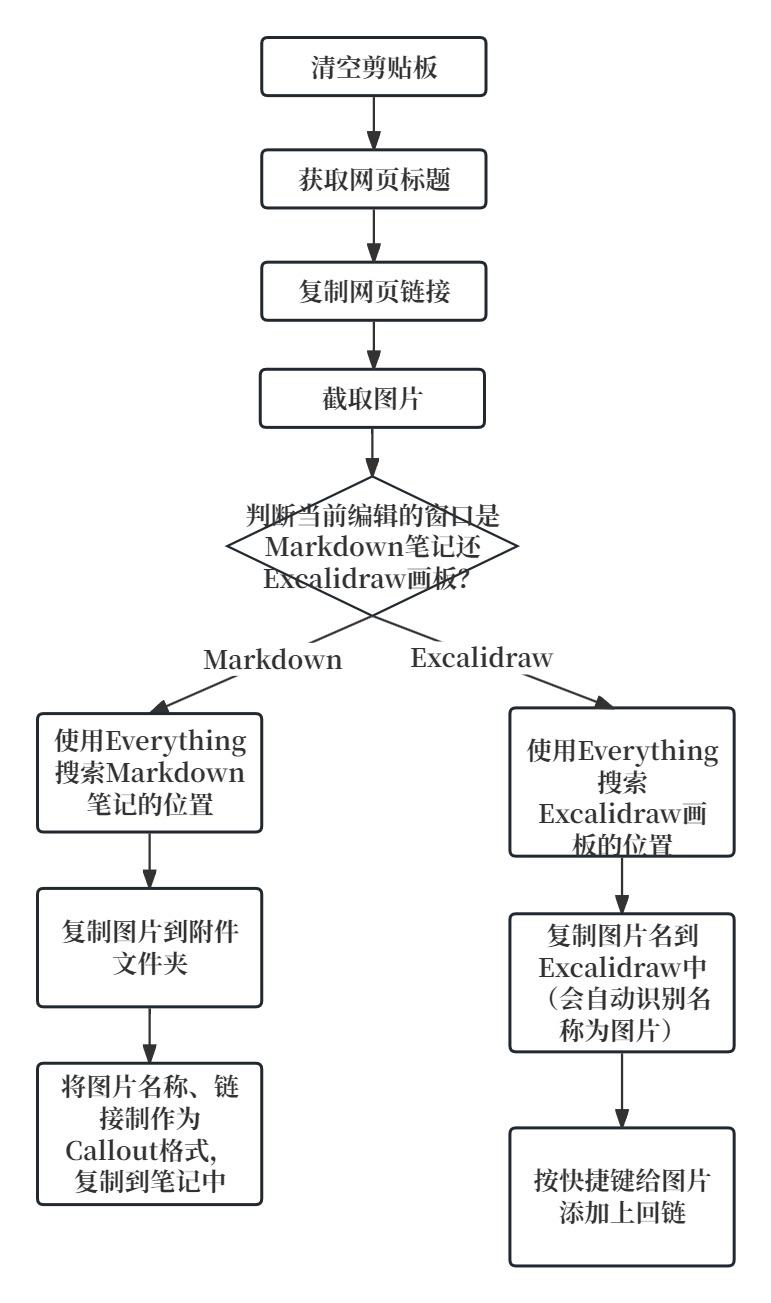 清空剪贴板
获取网页标题
复制网页链接
截取图片
判断当前编辑的窗口是
Markdown笔记还
Excalidraw画板？
Markdown
Excalidraw
使用Everything
搜索Markdown
笔记的位置
复制图片到附件
文件夹
将图片名称、链
接制作为
Callout格式，
复制到笔记中
使用Everything
搜索
Excalidraw画
板的位置
复制图片名到
Excalidraw中
（会自动识别名
称为图片）
按快捷键给图片
添加上回链